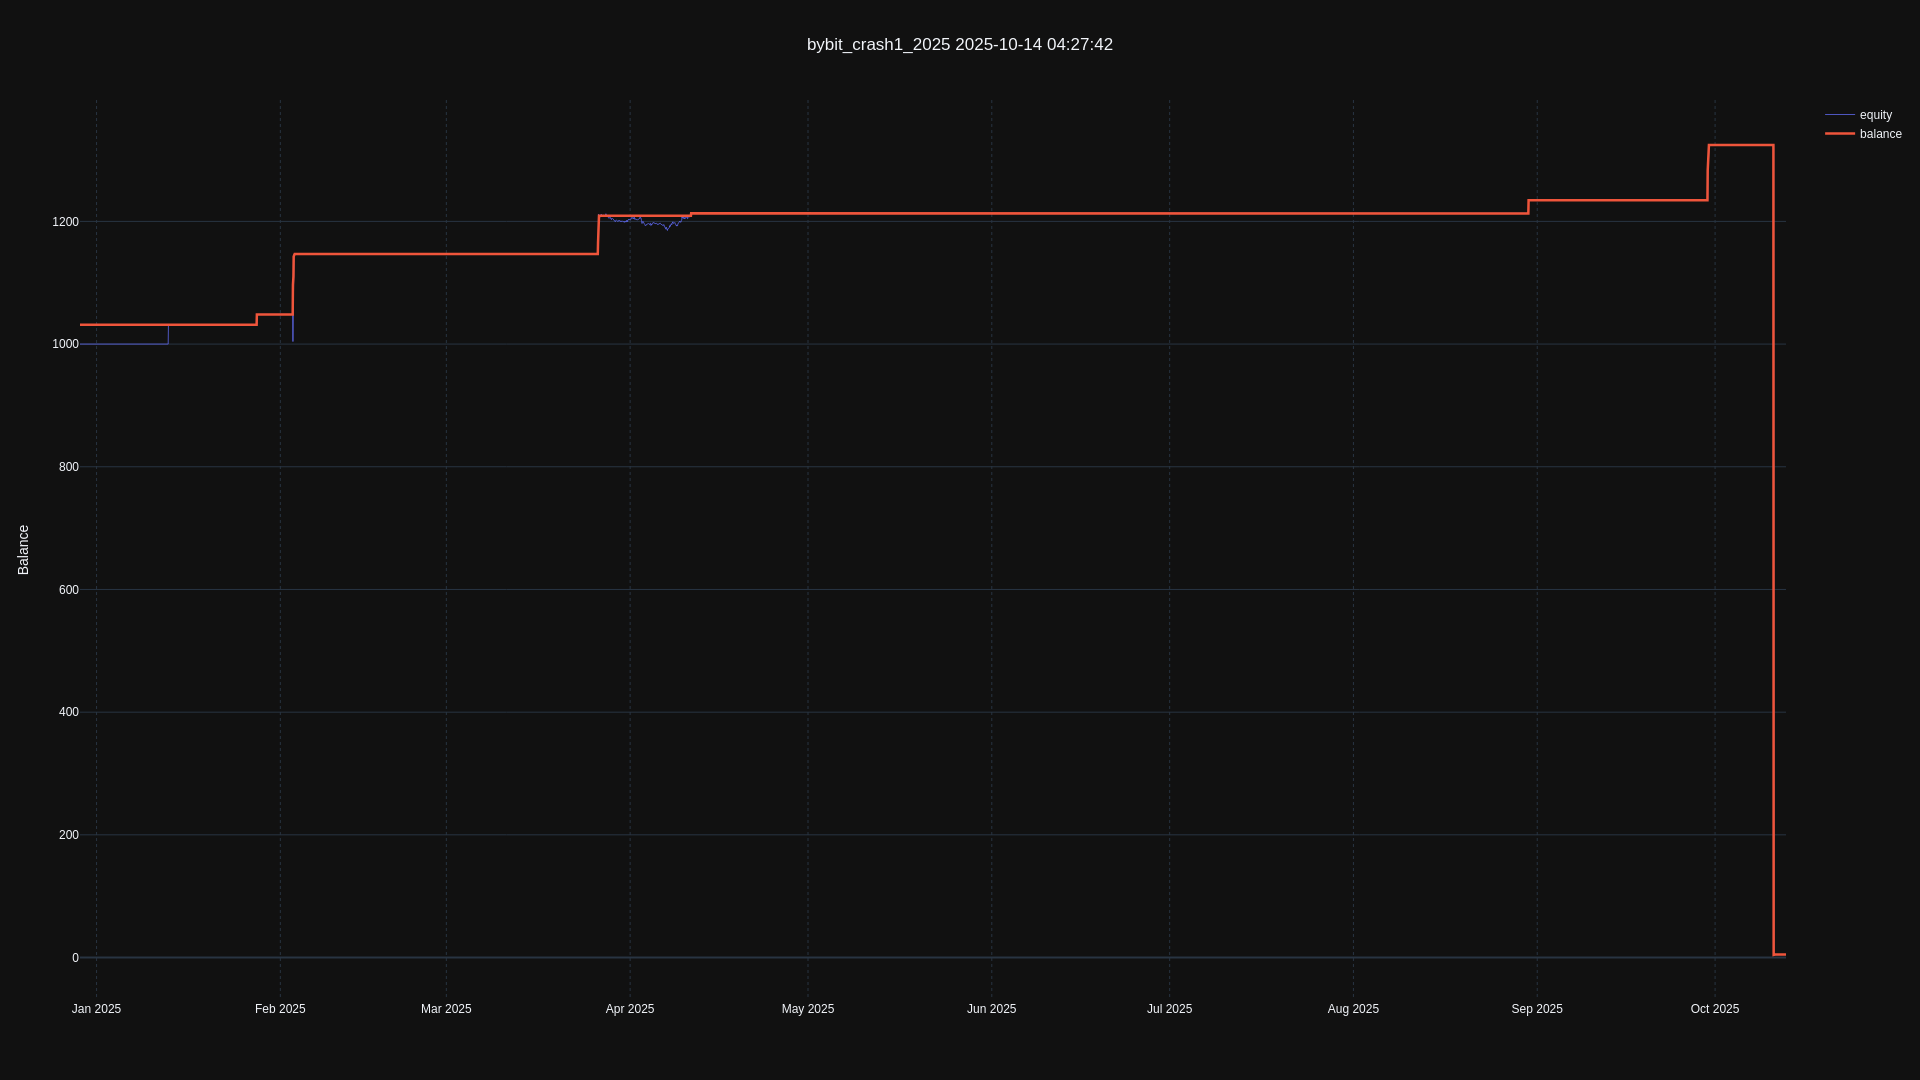 bybit_crash1_2025 2025-10-14 04:27:42
equity
balance
1200
1000
800
600
400
200
0
Balance
Jan 2025
Feb 2025
Mar 2025
Apr 2025
May 2025
Jun 2025
Jul 2025
Aug 2025
Sep 2025
Oct 2025